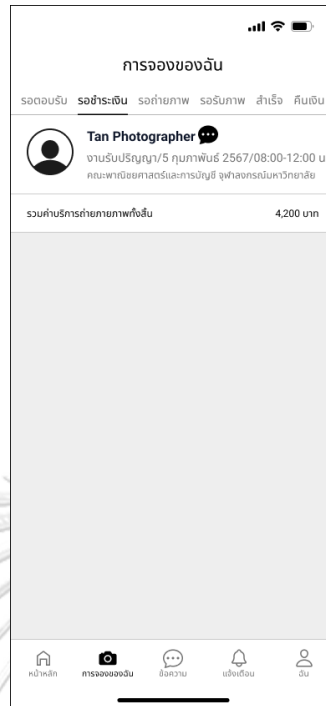 การจองของฉัน
รอตอบรับ รอชำระเงิน รอถ่ายภาพ รอรับภาพ สำเร็จ คืนเงิน
Tan Photographer
งานรับปริญญา/5 กุมภาพันธ์ 2567/08:00-12:00 น
คณะพาณิชยศาสตร์และการบัญชี จุฬาลงกรณ์มหาวิทยาลัย
รวมค่าบริการถ่ายภายภาพทั้งสิ้น 4,200 บาท
หน้าหลัก การจองของฉัน ข้อความ แจ้งเตือน ฉัน